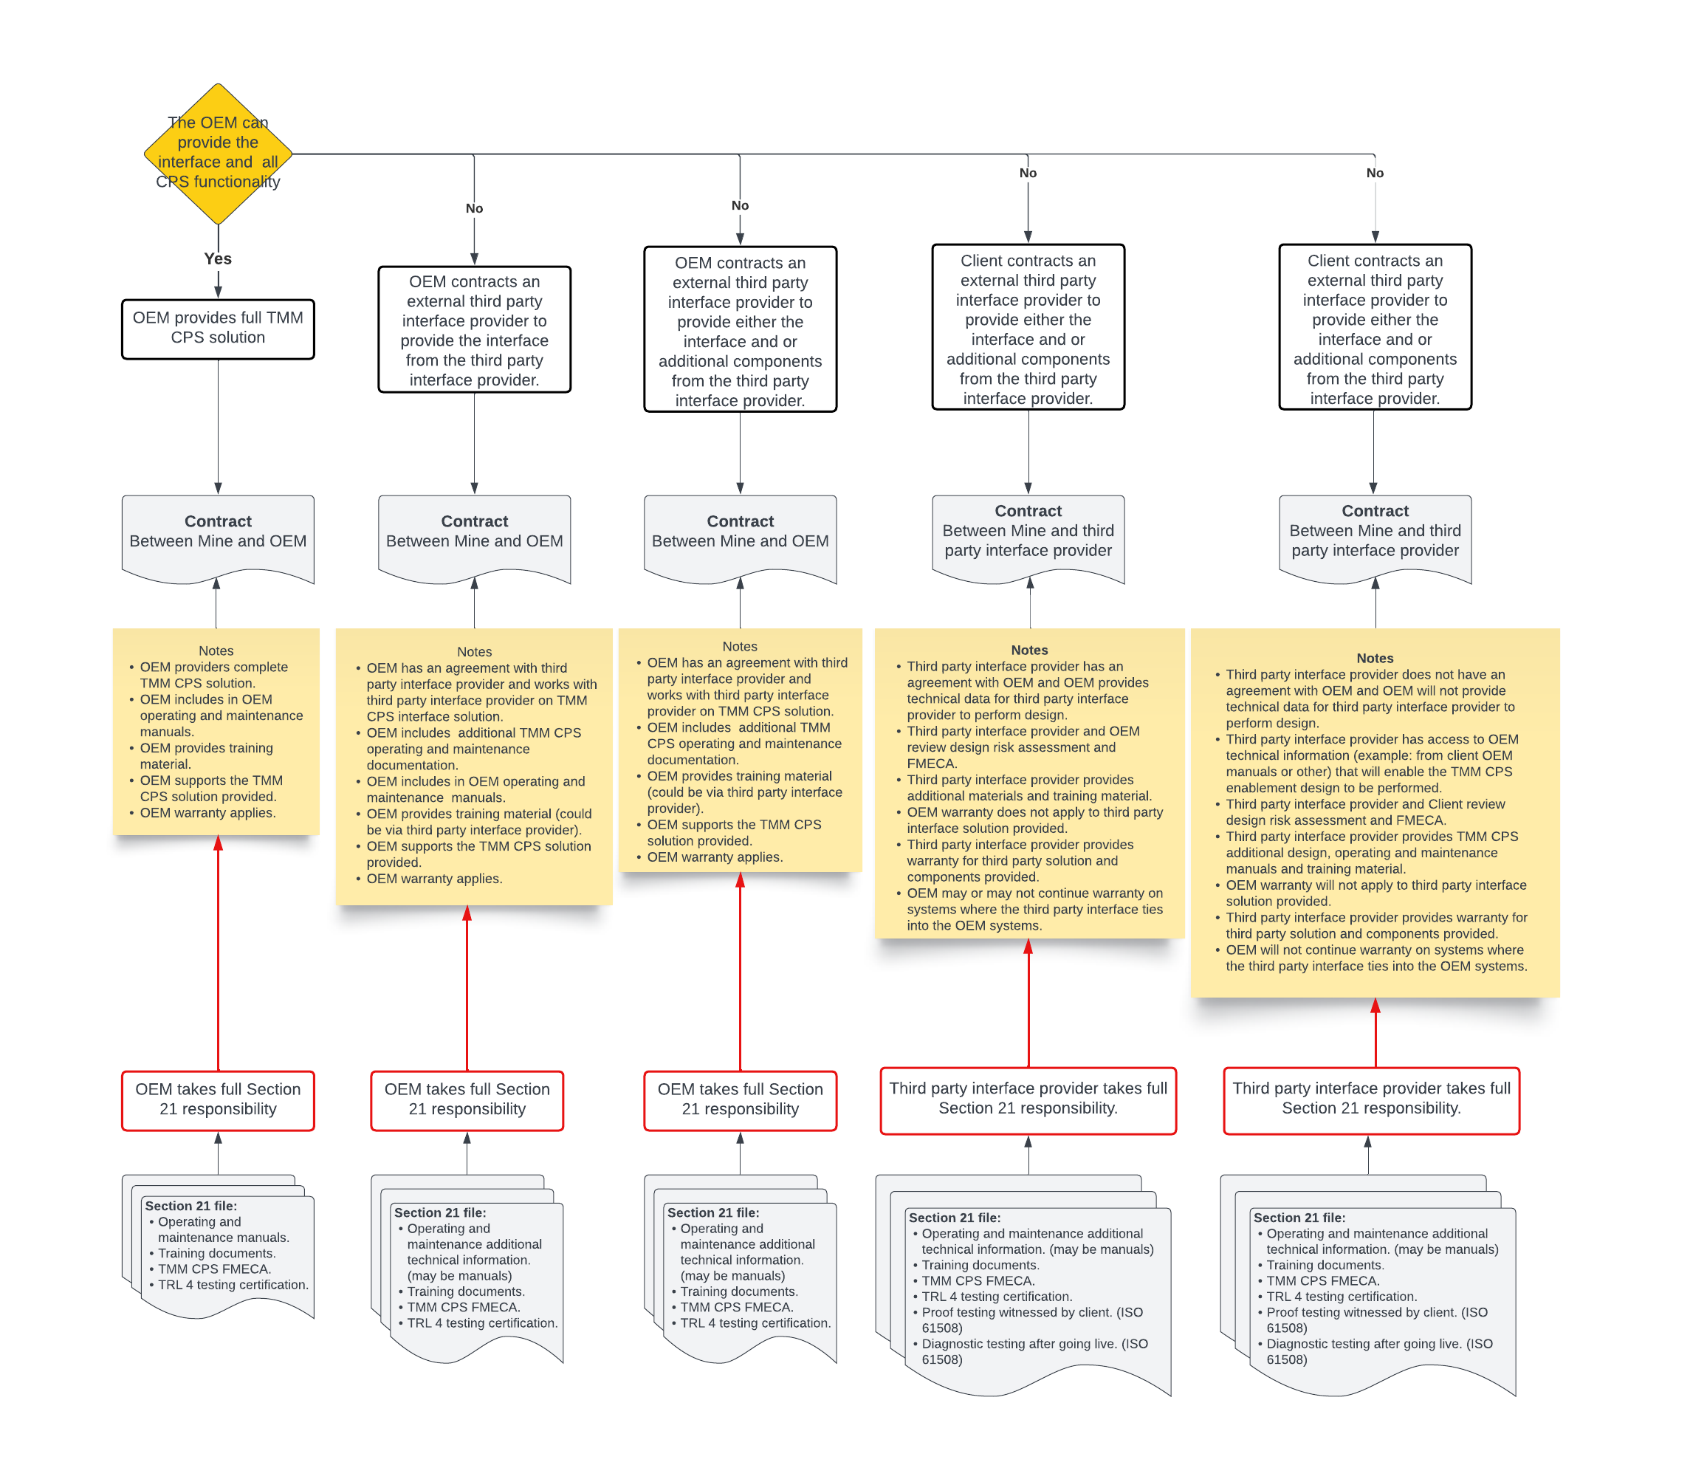 The OEM can
provide the
interface and  all
CPS functionality
No
No
No
No
Yes
OEM provides full TMM
CPS solution
OEM contracts an
external third party
interface provider to
provide the interface
from the third party
interface provider.
OEM contracts an
external third party
interface provider to
provide either the
interface and or
additional components
from the third party
interface provider.
Client contracts an
external third party
interface provider to
provide either the
interface and or
additional components
from the third party
interface provider.
Client contracts an
external third party
interface provider to
provide either the
interface and or
additional components
from the third party
interface provider.
Contract
Between Mine and OEM
Contract
Between Mine and OEM
Contract
Between Mine and OEM
Contract
Between Mine and third
party interface provider
Contract
Between Mine and third
party interface provider
Notes
• OEM providers complete
TMM CPS solution.
• OEM includes in OEM
operating and maintenance
manuals.
• OEM provides training
material.
• OEM supports the TMM
CPS solution provided.
• OEM warranty applies.
Notes
• OEM has an agreement with third
party interface provider and works with
third party interface provider on TMM
CPS interface solution.
• OEM includes  additional TMM CPS
operating and maintenance
documentation.
• OEM includes in OEM operating and
maintenance  manuals.
• OEM provides training material (could
be via third party interface provider).
• OEM supports the TMM CPS solution
provided.
• OEM warranty applies.
Notes
• OEM has an agreement with third
party interface provider and
works with third party interface
provider on TMM CPS solution.
• OEM includes  additional TMM
CPS operating and maintenance
documentation.
• OEM provides training material
(could be via third party interface
provider).
• OEM supports the TMM CPS
solution provided.
• OEM warranty applies.
Notes
• Third party interface provider has an
agreement with OEM and OEM provides
technical data for third party interface
provider to perform design.
• Third party interface provider and OEM
review design risk assessment and
FMECA.
• Third party interface provider provides
additional materials and training material.
• OEM warranty does not apply to third party
interface solution provided.
• Third party interface provider provides
warranty for third party solution and
components provided.
• OEM may or may not continue warranty on
systems where the third party interface ties
into the OEM systems.
Notes
• Third party interface provider does not have an
agreement with OEM and OEM will not provide
technical data for third party interface provider to
perform design.
• Third party interface provider has access to OEM
technical information (example: from client OEM
manuals or other) that will enable the TMM CPS
enablement design to be performed.
• Third party interface provider and Client review
design risk assessment and FMECA.
• Third party interface provider provides TMM CPS
additional design, operating and maintenance
manuals and training material.
• OEM warranty will not apply to third party interface
solution provided.
• Third party interface provider provides warranty for
third party solution and components provided.
• OEM will not continue warranty on systems where
the third party interface ties into the OEM systems.
OEM takes full Section
21 responsibility
OEM takes full Section
21 responsibility
OEM takes full Section
21 responsibility
Third party interface provider takes full
Section 21 responsibility.
Third party interface provider takes full
Section 21 responsibility.
Section 21 file:
• Operating and
maintenance manuals.
• Training documents.
• TMM CPS FMECA.
• TRL 4 testing certification.
Section 21 file:
• Operating and
maintenance additional
technical information.
(may be manuals)
• Training documents.
• TMM CPS FMECA.
• TRL 4 testing certification.
Section 21 file:
• Operating and
maintenance additional
technical information.
(may be manuals)
• Training documents.
• TMM CPS FMECA.
• TRL 4 testing certification.
Section 21 file:
• Operating and maintenance additional
technical information. (may be manuals)
• Training documents.
• TMM CPS FMECA.
• TRL 4 testing certification.
• Proof testing witnessed by client. (ISO
61508)
• Diagnostic testing after going live. (ISO
61508)
Section 21 file:
• Operating and maintenance additional
technical information. (may be manuals)
• Training documents.
• TMM CPS FMECA.
• TRL 4 testing certification.
• Proof testing witnessed by client. (ISO
61508)
• Diagnostic testing after going live. (ISO
61508)